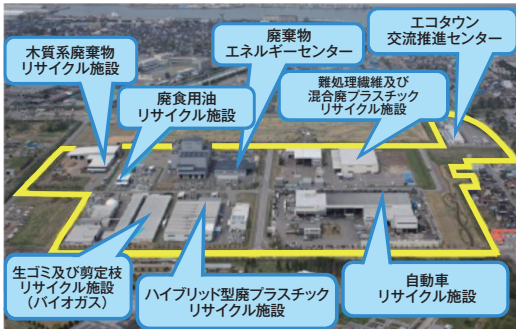 木質系廃棄物
リサイクル施設
廃食用油
リサイクル施設
廃棄物
エネルギーセンター
難処理繊維及び
混合廃プラスチック
リサイクル施設
エコタウン
交流推進センター
生ゴミ及び剪定枝
リサイクル施設
（バイオガス）
ハイブリッド型廃プラスチック
リサイクル施設
自動車
リサイクル施設